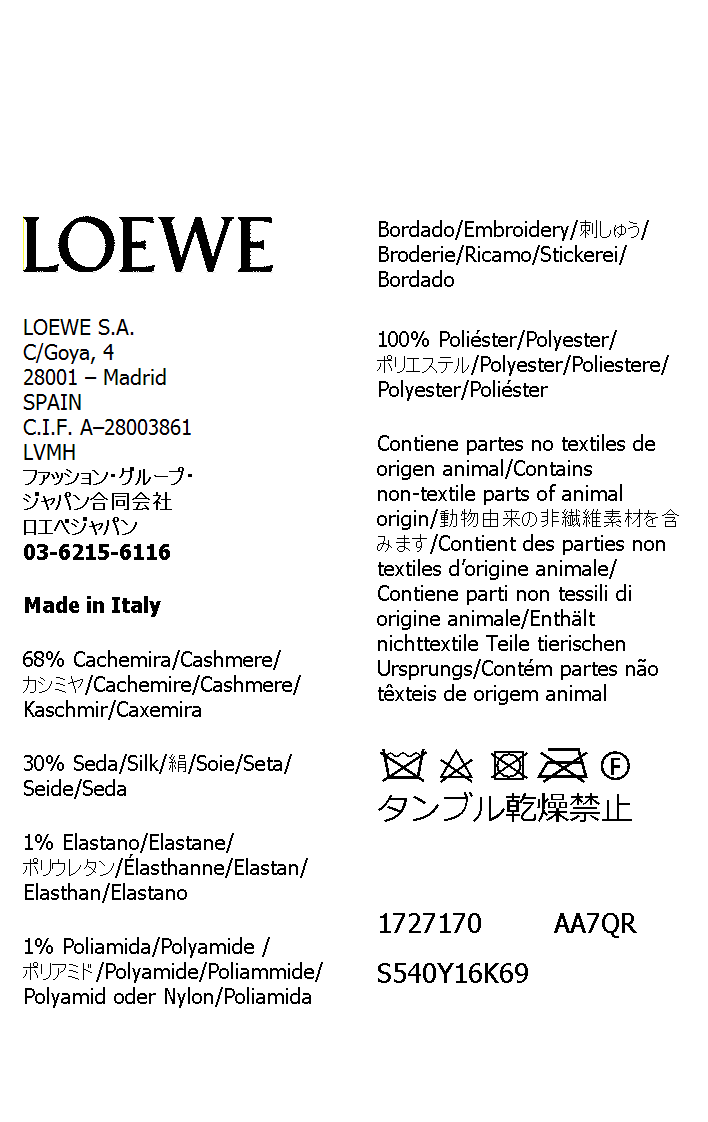 LOEWE
LOEWE S.A.
C/Goya, 4
28001 – Madrid
SPAIN
C.I.F. A–28003861
LVMH
ファッション・グループ・
ジャパン合同会社
ロエベジャパン
03-6215-6116
Made in Italy
68% Cachemira/Cashmere/
カシミヤ/Cachemire/Cashmere/
Kaschmir/Caxemira
30% Seda/Silk/絹/Soie/Seta/
Seide/Seda
1% Elastano/Elastane/
ポリウレタン/Élasthanne/Elastan/
Elasthan/Elastano
1% Poliamida/Polyamide /
ポリアミド/Polyamide/Poliammide/
Polyamid oder Nylon/Poliamida
Bordado/Embroidery/刺しゅう/
Broderie/Ricamo/Stickerei/
Bordado
100% Poliéster/Polyester/
ポリエステル/Polyester/Poliestere/
Polyester/Poliéster
Contiene partes no textiles de
origen animal/Contains
non-textile parts of animal
origin/動物由来の非繊維素材を含
みます/Contient des parties non
textiles d’origine animale/
Contiene parti non tessili di
origine animale/Enthält
nichttextile Teile tierischen
Ursprungs/Contém partes não
têxteis de origem animal
F
タンブル乾燥禁止
1727170 AA7QR
S540Y16K69